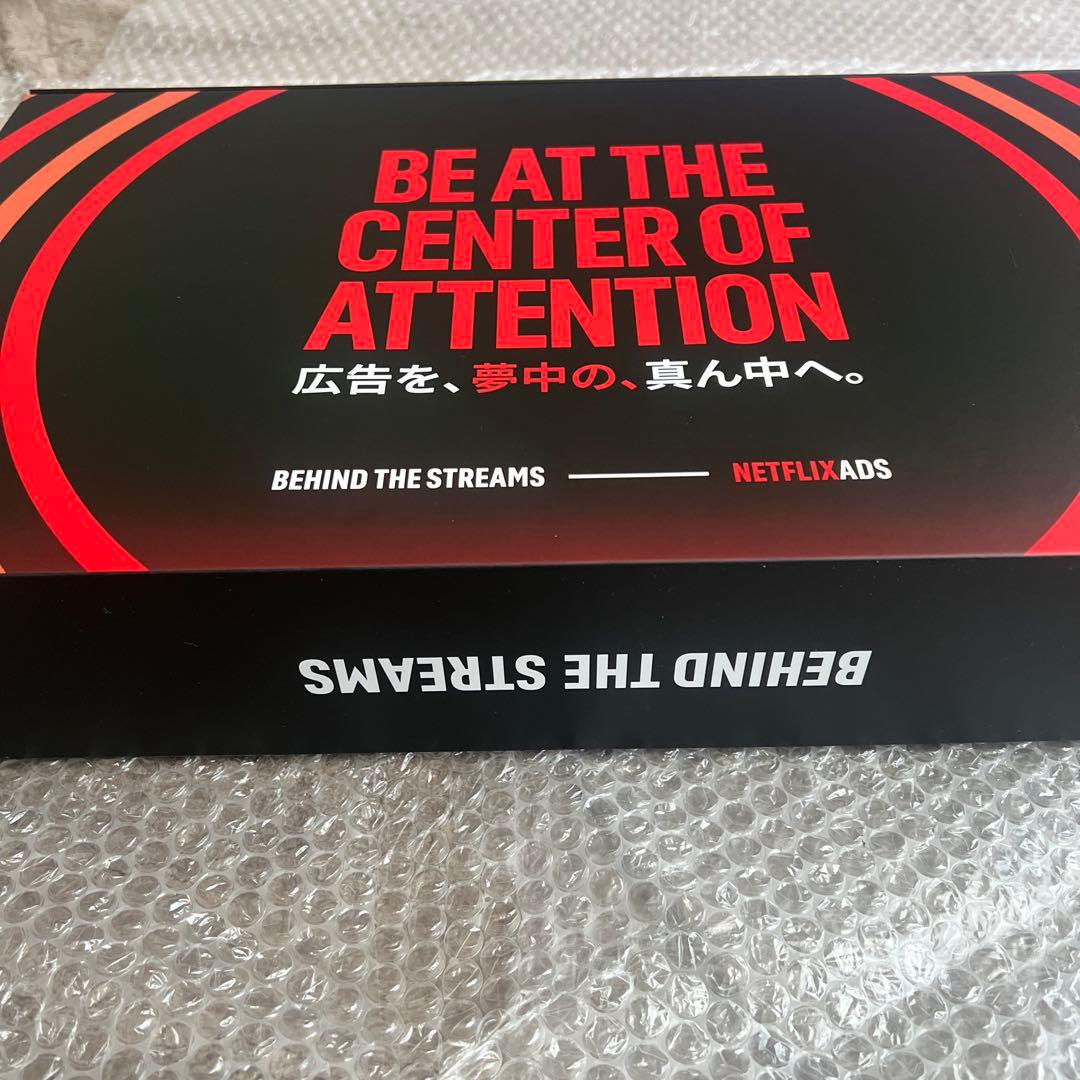 BE AT THE
CENTER OF
ATTENTION
広告を、夢中の、真ん中へ。
BEHIND THE STREAMS
NETFLIXADS
BEHIND THE STREAMS